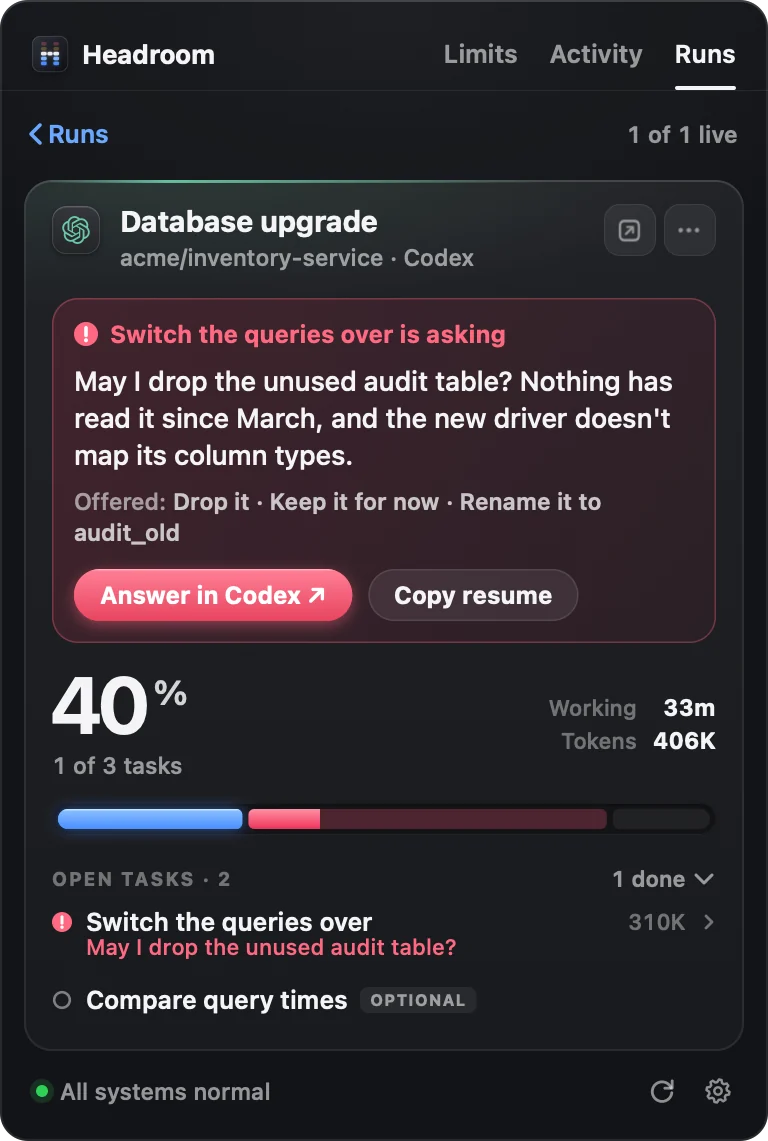 Headroom
Limits
Activity
Runs
Runs
1 of 1 live
Database upgrade
acme/inventory-service · Codex
Switch the queries over is asking
May I drop the unused audit table? Nothing has
read it since March, and the new driver doesn't
map its column types.
Offered: Drop it · Keep it for now · Rename it to
audit_old
Answer in Codex ↗
Copy resume
40%
Working 33m
Tokens 406K
1 of 3 tasks
OPEN TASKS · 2
1 done
Switch the queries over
310K
May I drop the unused audit table?
Compare query times
OPTIONAL
All systems normal